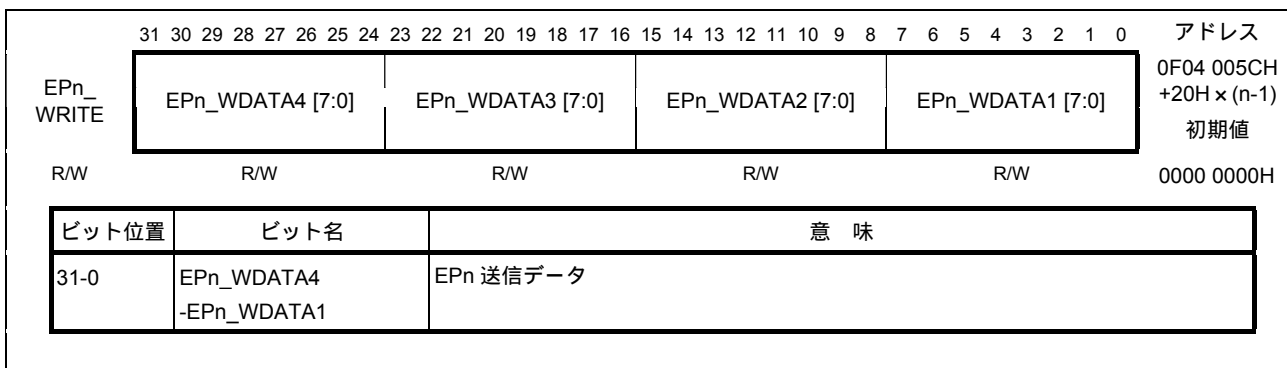 31 30 29 28 27 26 25 24 23 22 21 20 19 18 17 16 15 14 13 12 11 10 9 8 7 6 5 4 3 2 1 0 アドレス
EPn_
WRITE
EPn_WDATA4 [7:0] EPn_WDATA3 [7:0] EPn_WDATA2 [7:0] EPn_WDATA1 [7:0]
0F04 005CH
+20H×(n-1)
初期値
R/W R/W R/W R/W R/W 0000 0000H
ビット位置 ビット名 意 味
31-0 EPn_WDATA4 EPn 送信データ
-EPn_WDATA1